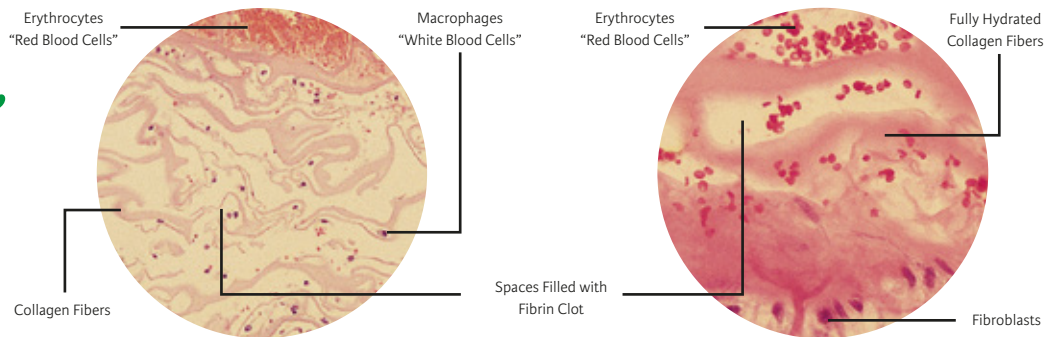 Erythrocytes
“Red Blood Cells”
Macrophages
“White Blood Cells”
Collagen Fibers
Spaces Filled with
Fibrin Clot
Erythrocytes
“Red Blood Cells”
Fully Hydrated
Collagen Fibers
Fibroblasts